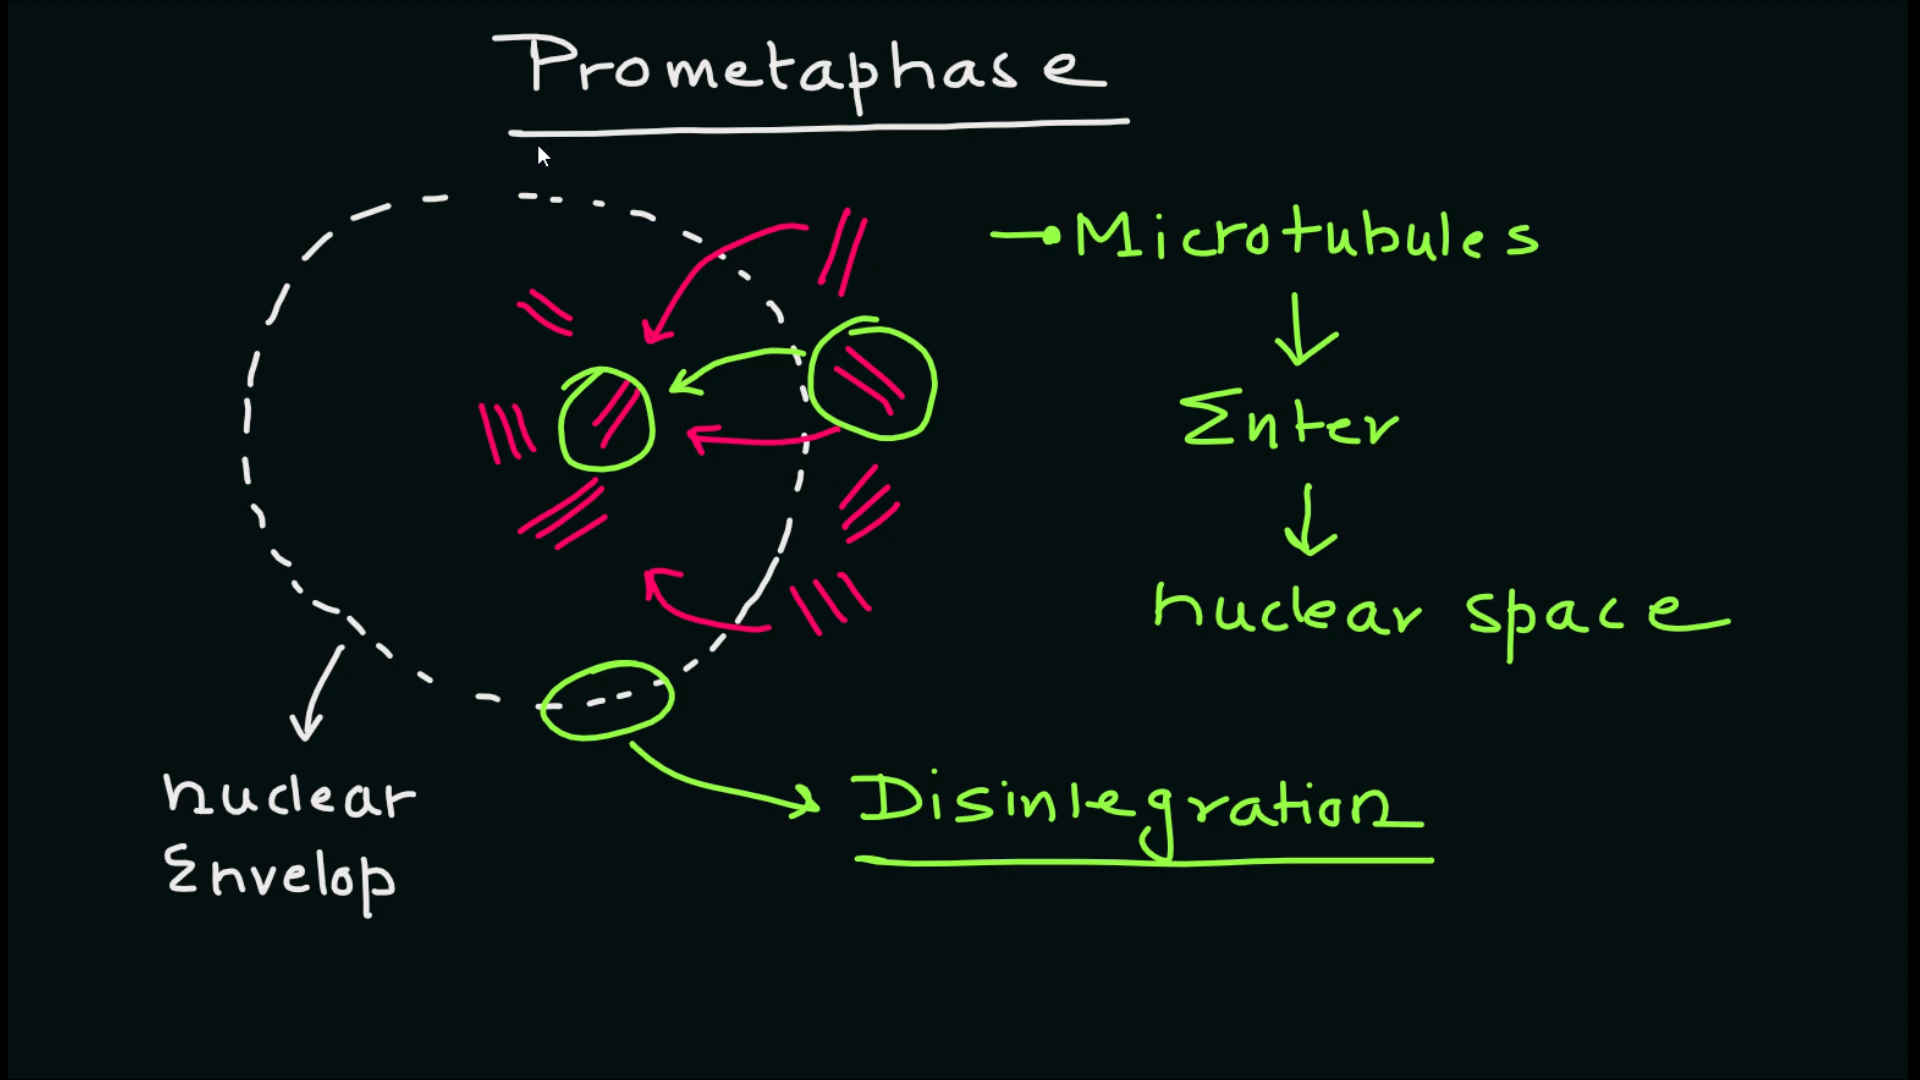 Prometaphase
Microtubules
Enter
nuclear space
Disintegration
nuclear
Envelop